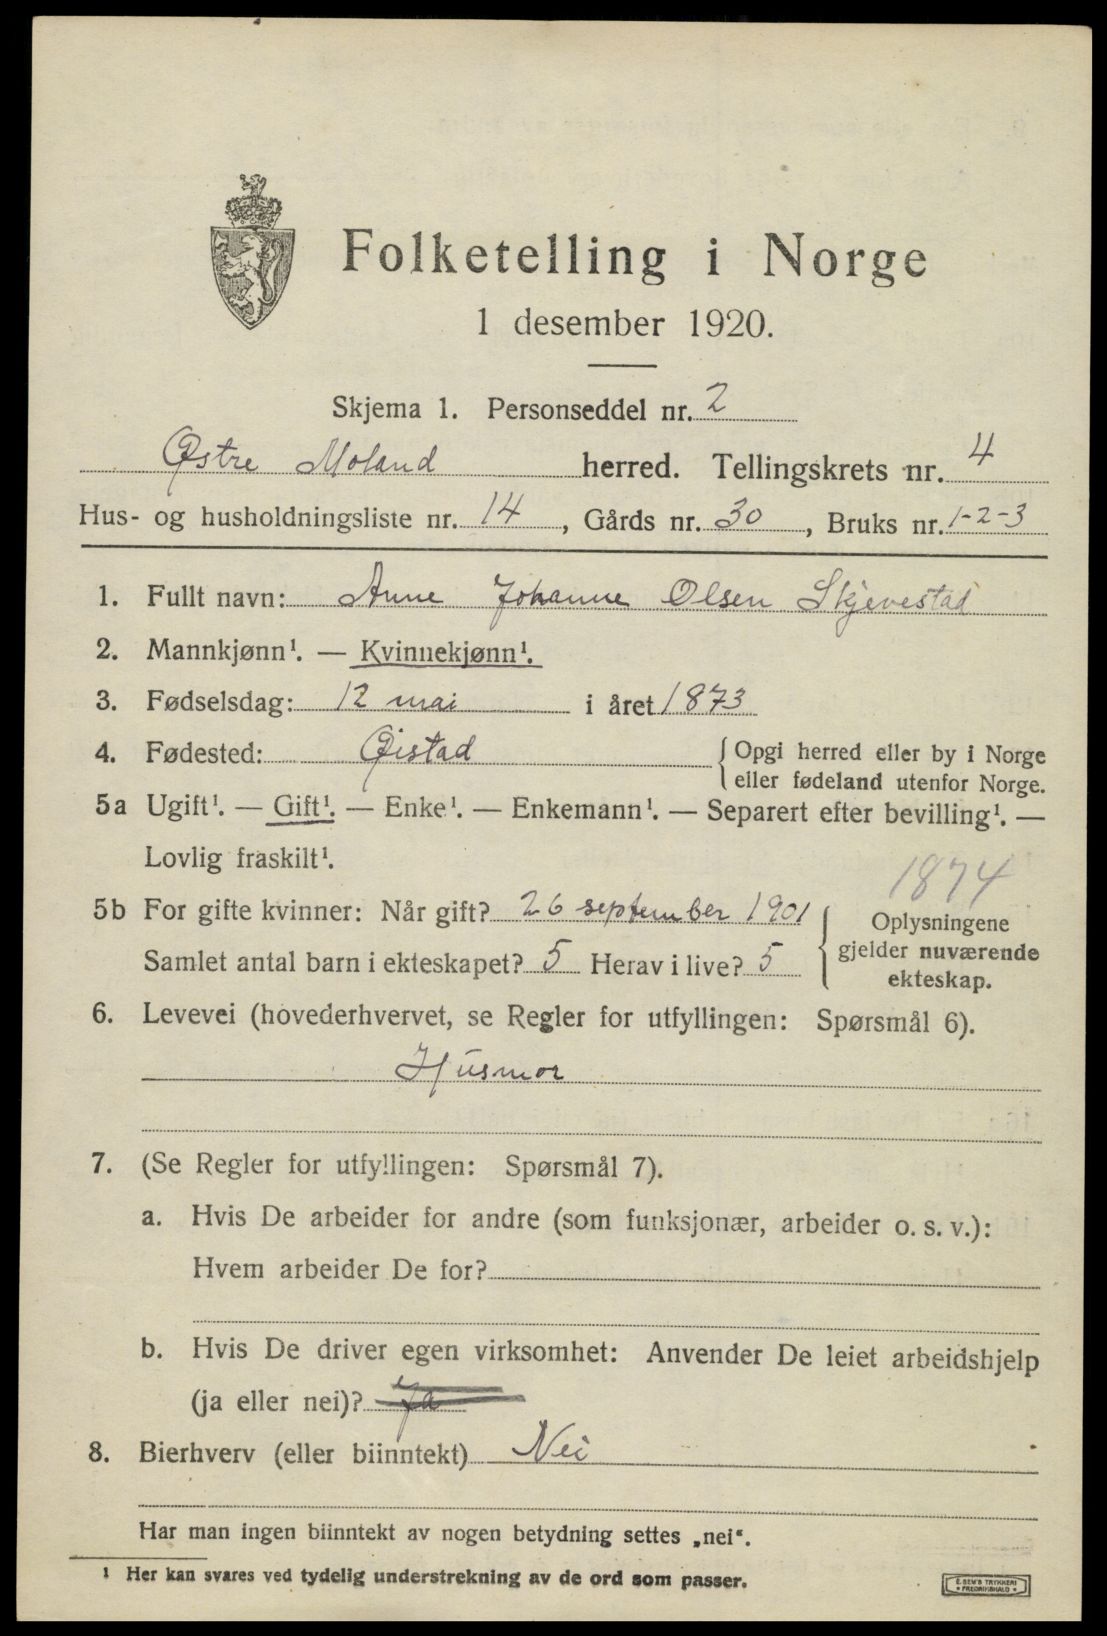 Folketelling i Norge
1 desember 1920.
Skjema 1. Personseddel nr. 2
Østre Moland herred. Tellingskrets nr. 4
Hus- og husholdningsliste nr. 14, Gårds nr. 30, Bruks nr. 1-2-3
1. Fullt navn: Anne Johanne Olsen Skjevestad
2. Mannkjønn¹. — Kvinnekjønn¹.
3. Fødselsdag: 12 mai i året 1873
4. Fødested: Øistad {Opgi herred eller by i Norge
eller fødeland utenfor Norge.
5a Ugift¹. — Gift¹. — Enke¹. — Enkemann¹. — Separert efter bevilling¹. —
Lovlig fraskilt¹.
1874
5b For gifte kvinner: Når gift? 26 september 1901
Samlet antal barn i ekteskapet? 5 Herav i live? 5
{Oplysningene
gjelder nuværende
ekteskap.
6. Levevei (hovederhvervet, se Regler for utfyllingen: Spørsmål 6).
Husmor
7. (Se Regler for utfyllingen: Spørsmål 7).
a. Hvis De arbeider for andre (som funksjonær, arbeider o. s. v.):
Hvem arbeider De for?
b. Hvis De driver egen virksomhet: Anvender De leiet arbeidshjelp
(ja eller nei)? Ja
8. Bierhverv (eller biinntekt) Nei
Har man ingen biinntekt av nogen betydning settes „nei“.
¹ Her kan svares ved tydelig understrekning av de ord som passer.
E. SEM'S TRYKKERI
FREDRIKSHALD